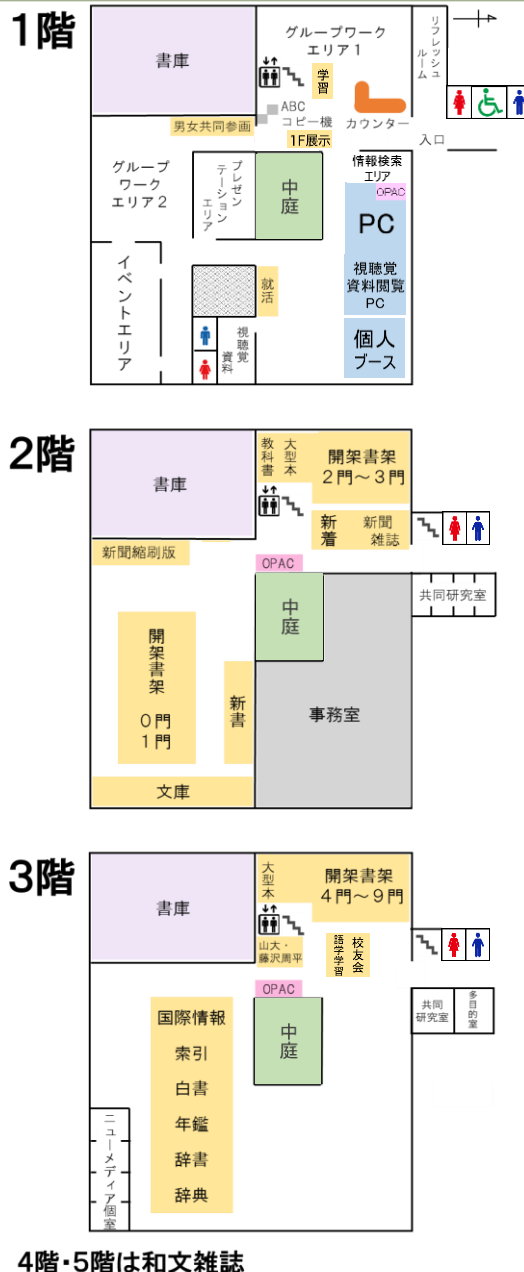 1階
書庫
グループワーク
エリア1
リフレッシュ
ルーム
4
学習
ABC
コピー機
カウンター
男女共同参画
1F展示
入口
グループ
ワーク
エリア2
プレゼン
テーション
エリア
中庭
情報検索
エリア
OPAC
PC
視聴覚
資料閲覧
PC
個人
ブース
イベントエリア
就活
視聴覚
資料
2階
書庫
教科書
大型本
開架書架
2門～3門
新着
新聞
雑誌
新聞縮刷版
OPAC
中庭
共同研究室
開架書架
0門
1門
新書
事務室
文庫
3階
書庫
大型本
開架書架
4門～9門
山大・
藤沢周平
語学学習
校友会
OPAC
中庭
共同
研究室
多目的室
国際情報
索引
白書
年鑑
辞書
辞典
ニューメディア個室
4階・5階は和文雑誌